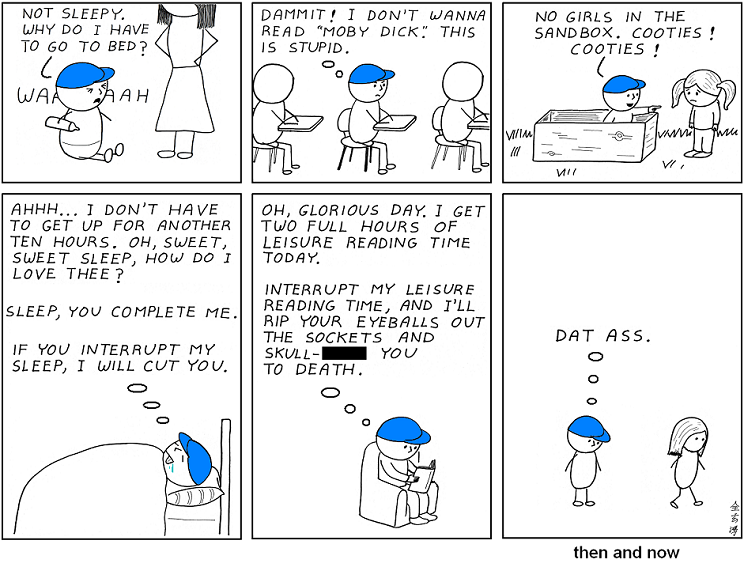 NOT SLEEPY.
WHY DO I HAVE
TO GO TO BED?
DAMMIT! I DON'T WANNA
READ "MOBY DICK." THIS
IS STUPID.
NO GIRLS IN THE
SANDBOX. COOTIES!
COOTIES!
AHHH... I DON'T HAVE
TO GET UP FOR ANOTHER
TEN HOURS. OH, SWEET,
SWEET SLEEP, HOW DO I
LOVE THEE?
SLEEP, YOU COMPLETE ME.
IF YOU INTERRUPT MY
SLEEP, I WILL CUT YOU.
OH, GLORIOUS DAY. I GET
TWO FULL HOURS OF
LEISURE READING TIME
TODAY.
INTERRUPT MY LEISURE
READING TIME, AND I'LL
RIP YOUR EYEBALLS OUT
THE SOCKETS AND
SKULL- YOU
TO DEATH.
DAT ASS.
then and now